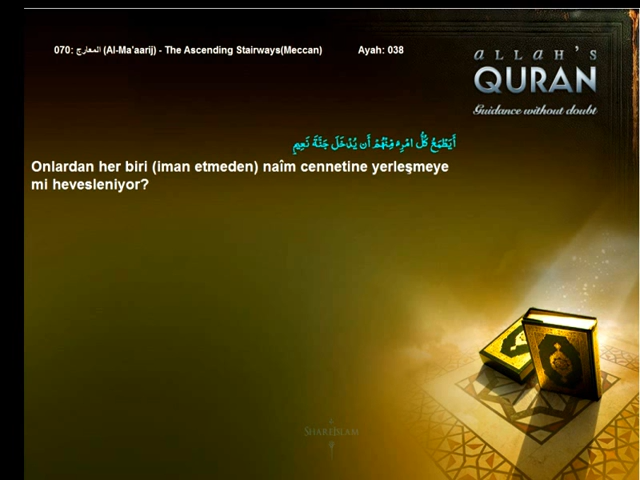 070: المعارج (Al-Ma'aarij) - The Ascending Stairways(Meccan) Ayah: 038
ALLAH'S
QURAN
Guidance without doubt
أَيَطْمَعُ كُلُّ امْرِئٍ مِّنْهُمْ أَن يُدْخَلَ جَنَّةَ نَعِيمٍ
Onlardan her biri (iman etmeden) naîm cennetine yerleşmeye
mi hevesleniyor?
SHAREISLAM